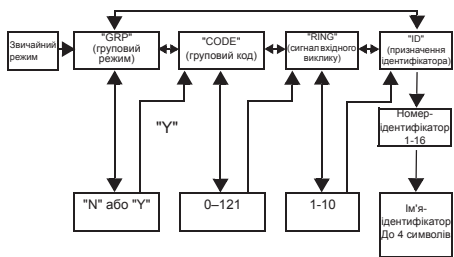 Звичайний
режим
"GRP"
(груповий
режим)
"CODE"
(груповий код)
"RING"
(сигнал вхідного
виклику)
"ID"
(призначення
ідентифікатора)
"Y"
Номер-
ідентифікатор
1-16
"N" або "Y"
0–121
1-10
Ім'я-
ідентифікатор
До 4 символів